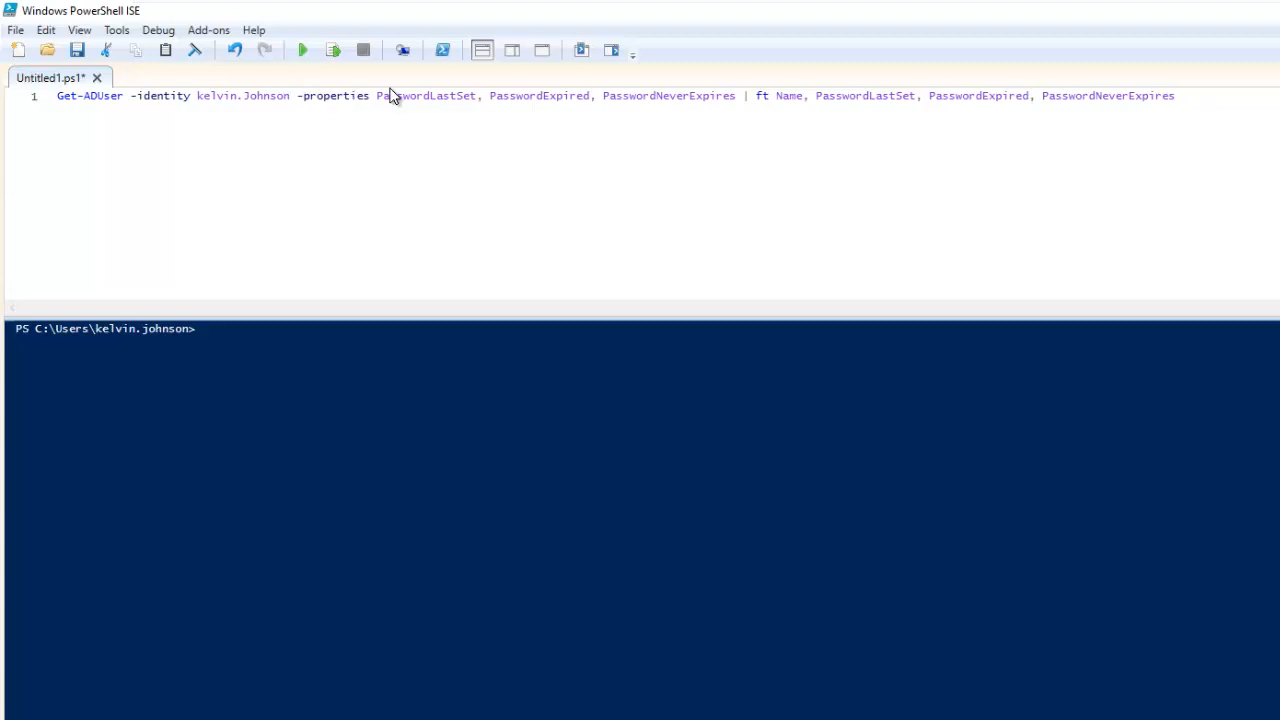 Windows PowerShell ISE
File Edit View Tools Debug Add-ons Help
Untitled1.ps1*
1 Get-ADUser -identity kelvin.Johnson -properties PasswordLastSet, PasswordExpired, PasswordNeverExpires | ft Name, PasswordLastSet, PasswordExpired, PasswordNeverExpires
PS C:\Users\kelvin.johnson>